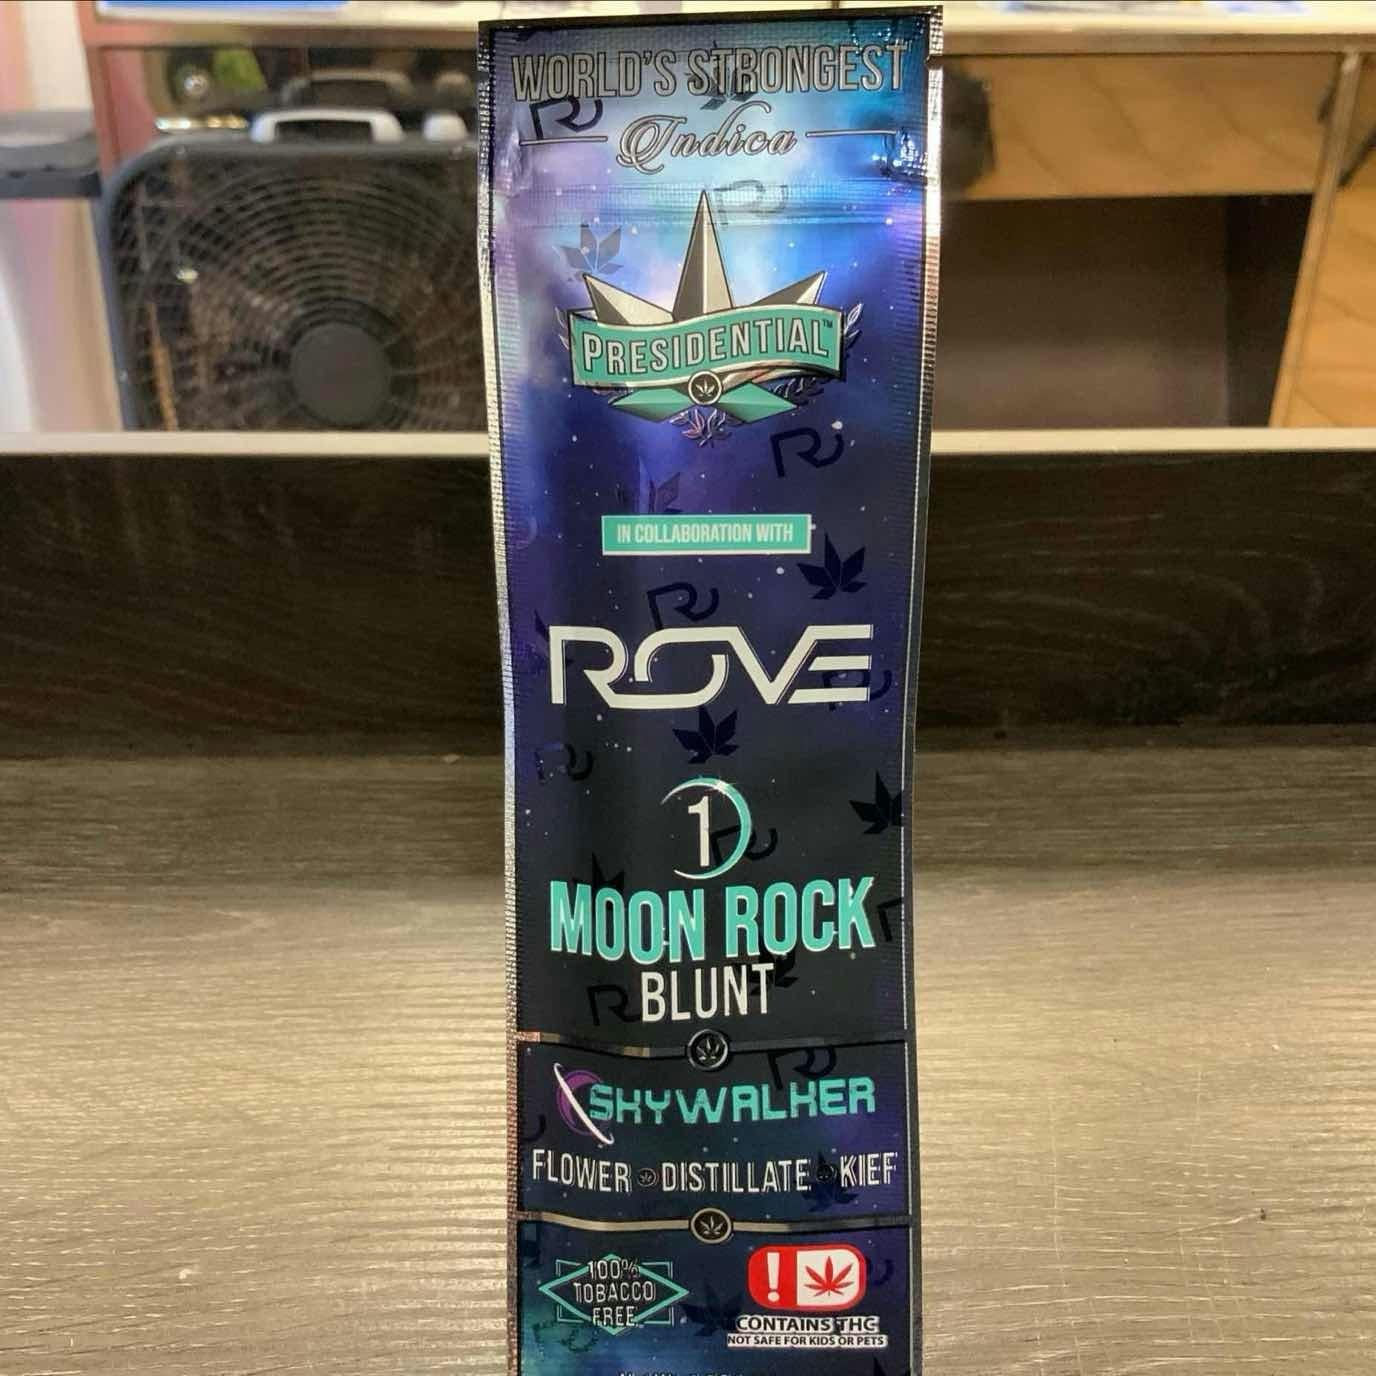 WORLD'S STRONGEST
Indica
PRESIDENTIAL™
IN COLLABORATION WITH
ROVE
1
MOON ROCK
BLUNT
SKYWALKER
FLOWER DISTILLATE KIEF
100%
TOBACCO
FREE
!
CONTAINS THC
NOT SAFE FOR KIDS OR PETS